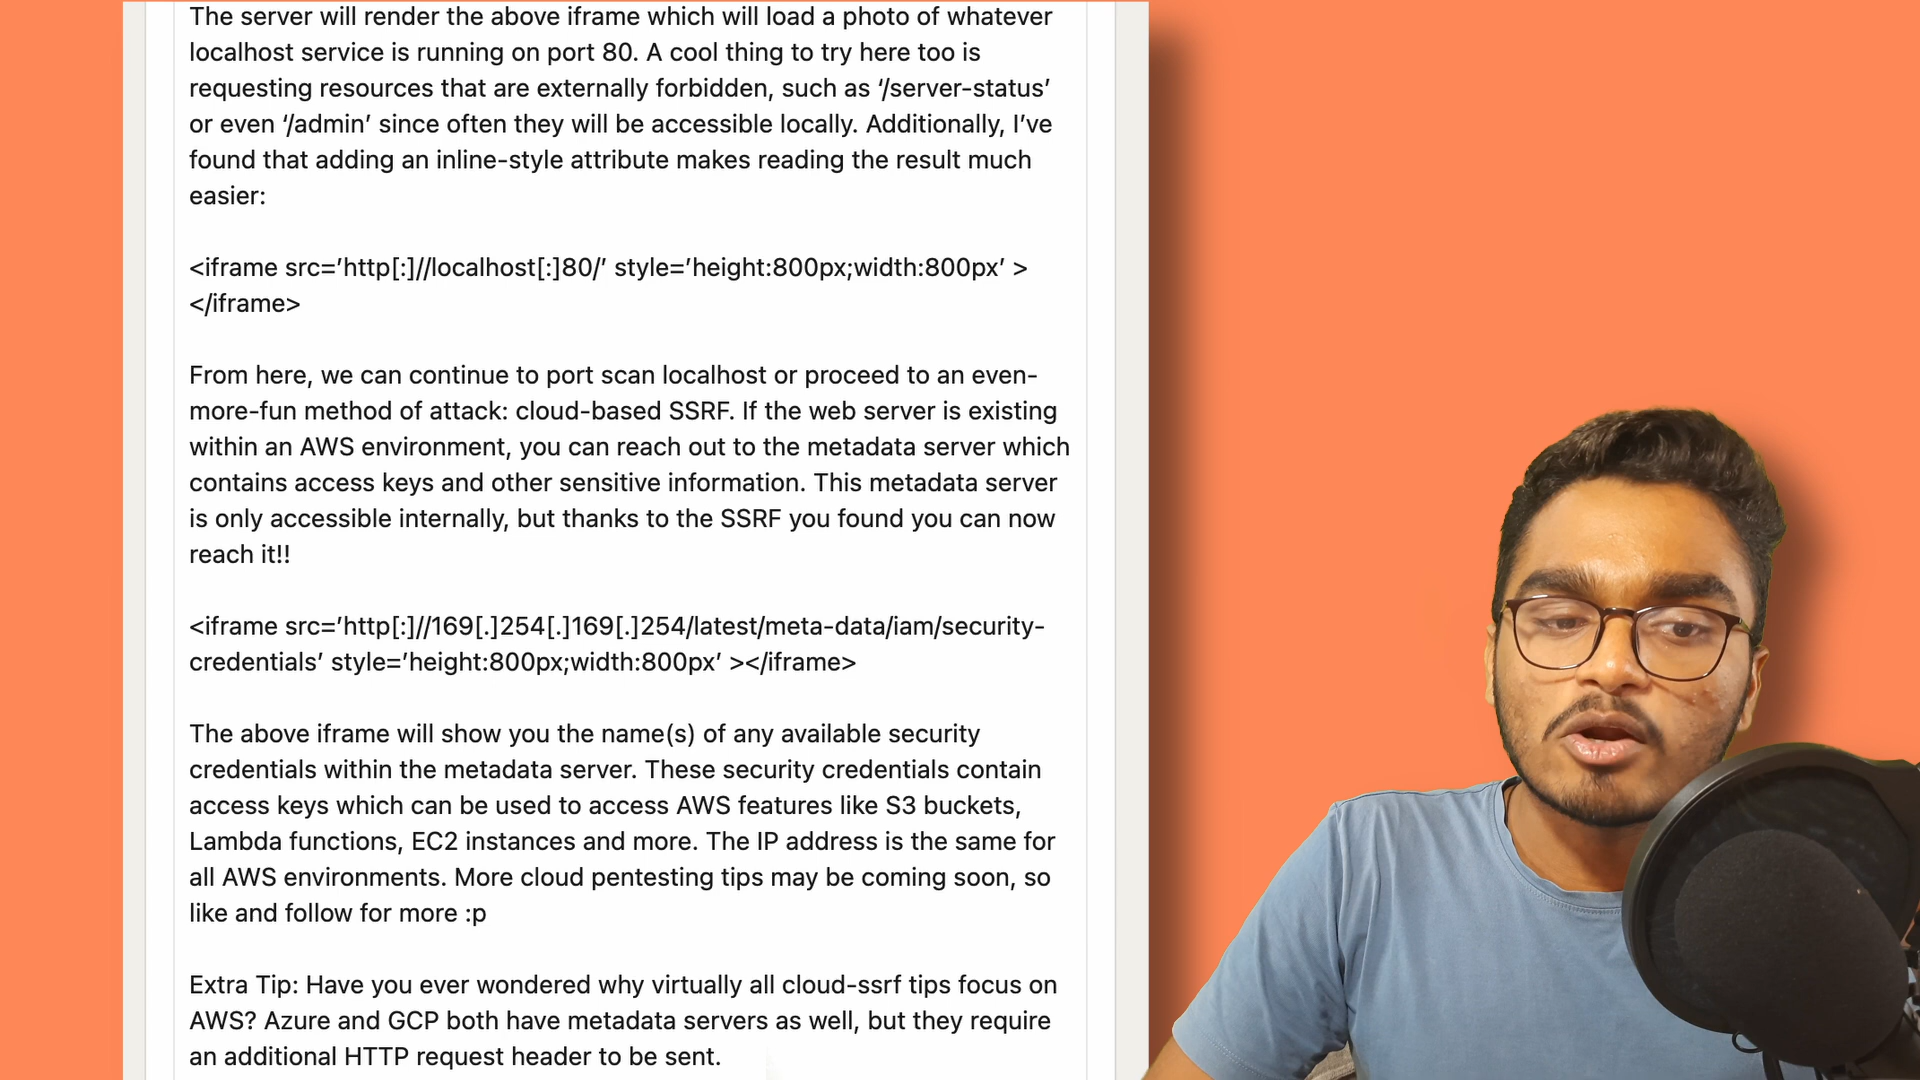 The server will render the above iframe which will load a photo of whatever
localhost service is running on port 80. A cool thing to try here too is
requesting resources that are externally forbidden, such as ‘/server-status’
or even ‘/admin’ since often they will be accessible locally. Additionally, I’ve
found that adding an inline-style attribute makes reading the result much
easier:
<iframe src=’http[:]//localhost[:]80/’ style=’height:800px;width:800px’ >
</iframe>
From here, we can continue to port scan localhost or proceed to an even-
more-fun method of attack: cloud-based SSRF. If the web server is existing
within an AWS environment, you can reach out to the metadada server which
contains access keys and other sensitive information. This metadada server
is only accessible internally, but thanks to the SSRF you found you can now
reach it!!
<iframe src=’http[:]//169[.]254[.]169[.]254/latest/meta-data/iam/security-
credentials’ style=’height:800px;width:800px’ ></iframe>
The above iframe will show you the name(s) of any available security
credentials within the metadada server. These security credentials contain
access keys which can be used to access AWS features like S3 buckets,
Lambda functions, EC2 instances and more. The IP address is the same for
all AWS environments. More cloud pentesting tips may be coming soon, so
like and follow for more :p
Extra Tip: Have you ever wondered why virtually all cloud-ssrf tips focus on
AWS? Azure and GCP both have metadada servers as well, but they require
an additional HTTP request header to be sent.